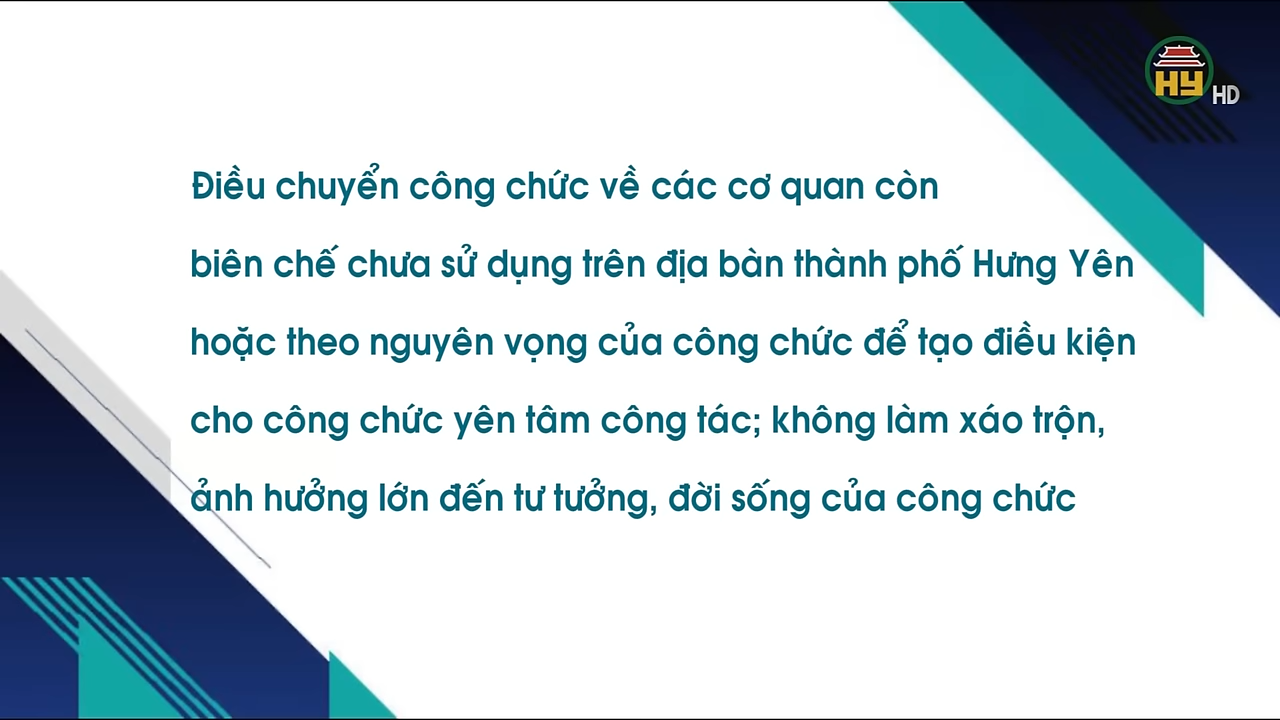 HY HD
Điều chuyển công chức về các cơ quan còn
biên chế chưa sử dụng trên địa bàn thành phố Hưng Yên
hoặc theo nguyên vọng của công chức để tạo điều kiện
cho công chức yên tâm công tác; không làm xáo trộn,
ảnh hưởng lớn đến tư tưởng, đời sống của công chức